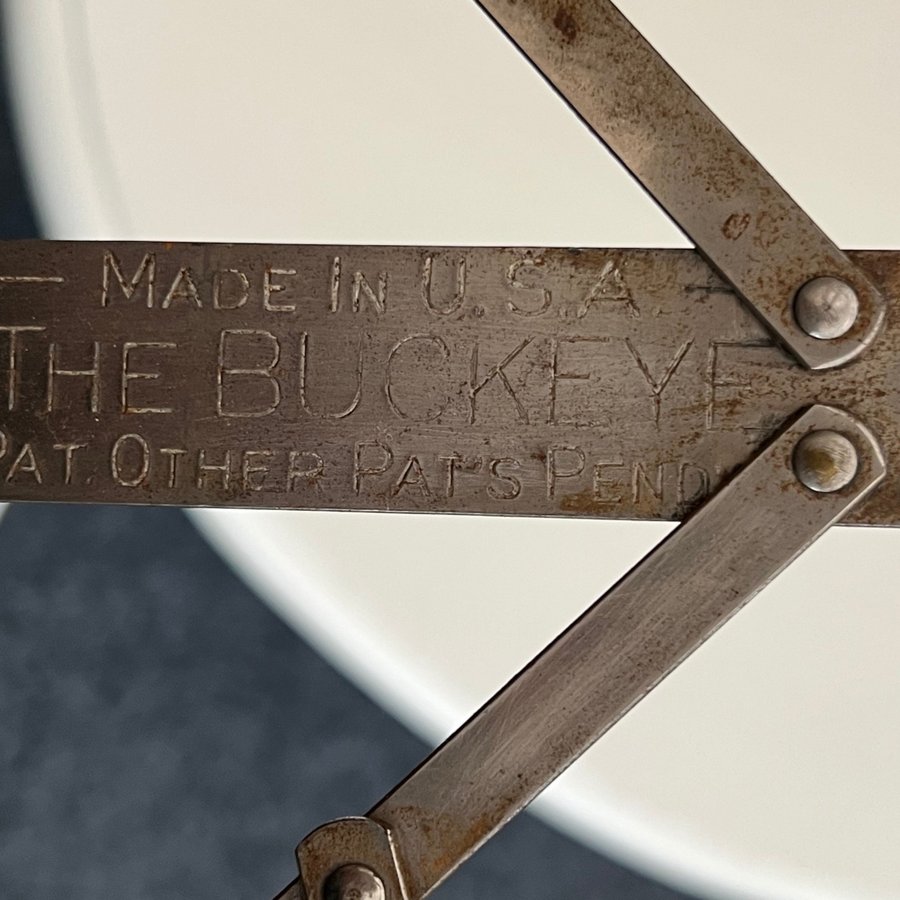 — MADE IN U.S.A. —
THE BUCKEYE
PAT. OTHER PAT'S PEND